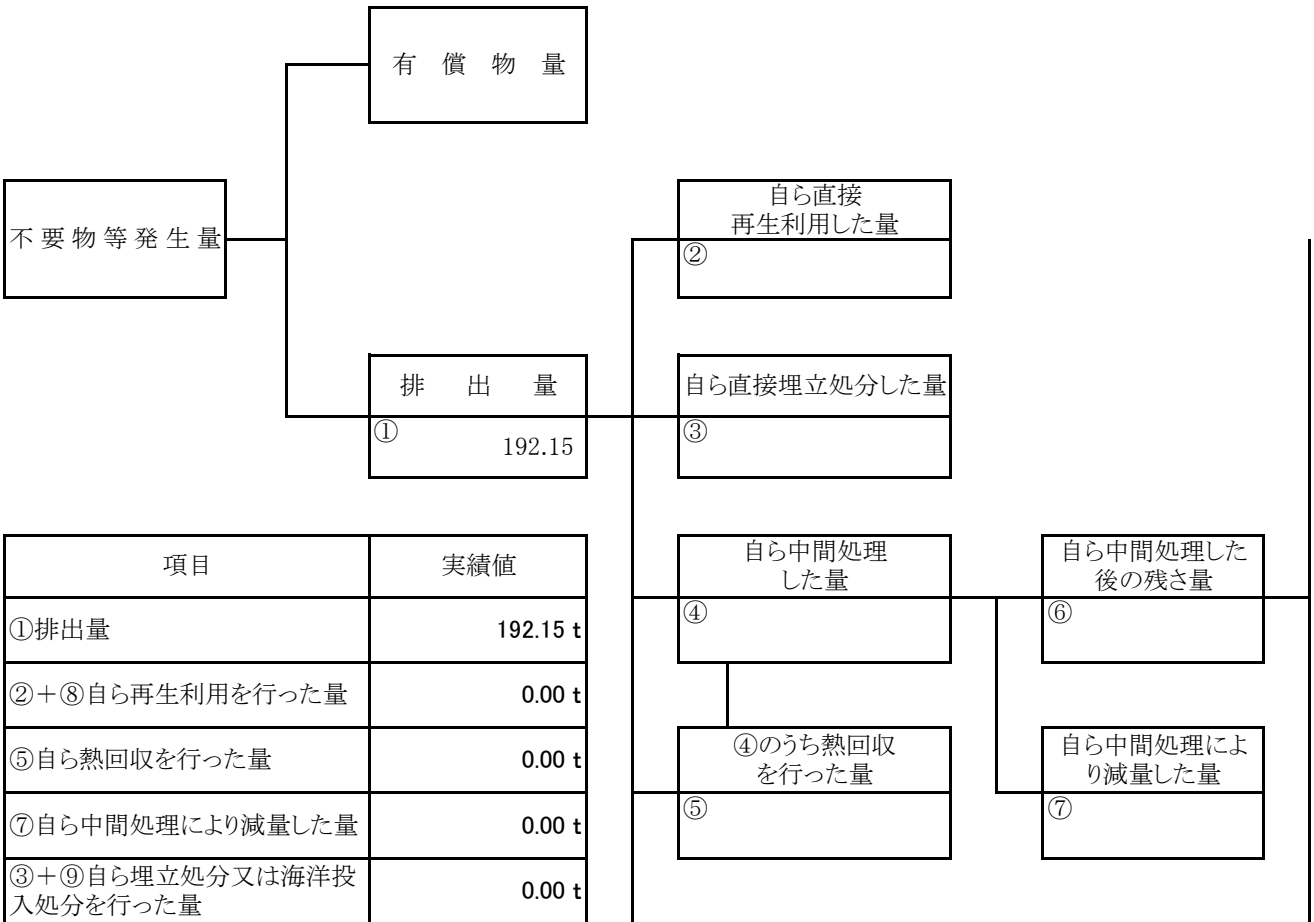 有償物量
不要物等発生量
自ら直接
再生利用した量
②
排出量
①
192.15
自ら直接埋立処分した量
③
自ら中間処理
した量
④
自ら中間処理した
後の残さ量
⑥
④のうち熱回収
を行った量
⑤
自ら中間処理によ
り減量した量
⑦
項目 実績値
①排出量 192.15 t
②+⑧自ら再生利用を行った量 0.00 t
⑤自ら熱回収を行った量 0.00 t
⑦自ら中間処理により減量した量 0.00 t
③+⑨自ら埋立処分又は海洋投
入処分を行った量 0.00 t